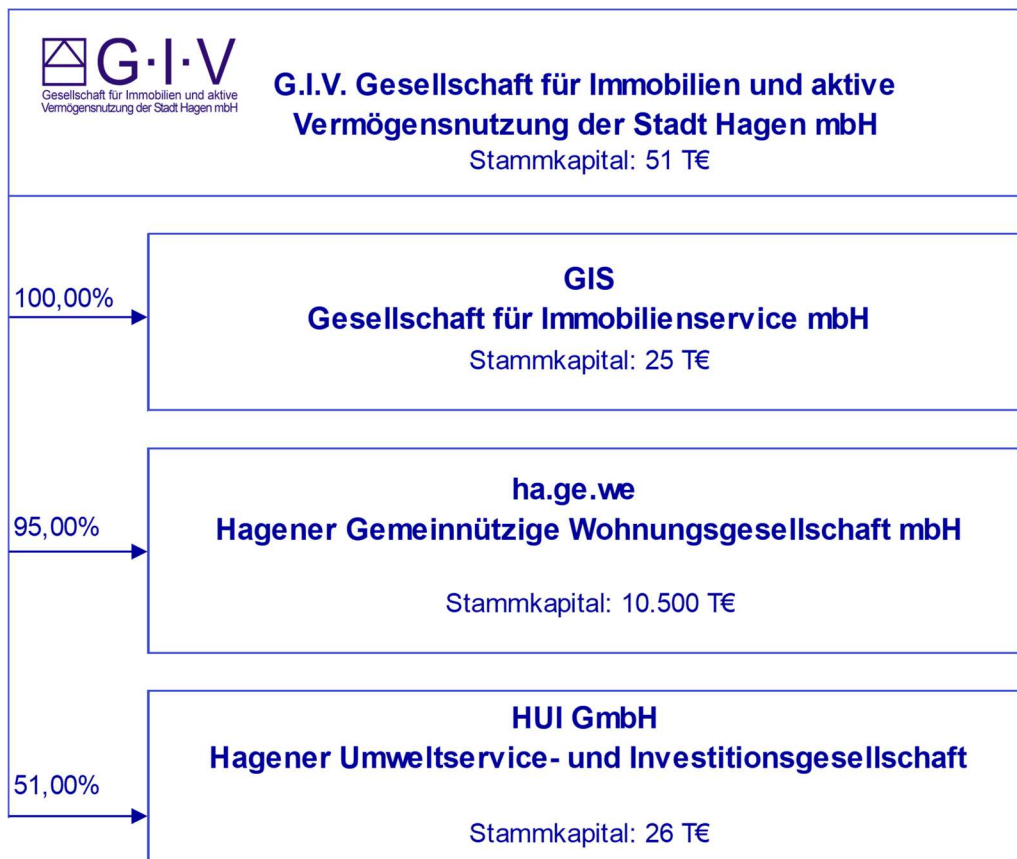 G·I·V
Gesellschaft für Immobilien und aktive
Vermögensnutzung der Stadt Hagen mbH
G.I.V. Gesellschaft für Immobilien und aktive
Vermögensnutzung der Stadt Hagen mbH
Stammkapital: 51 T€
100,00%
GIS
Gesellschaft für Immobilienservice mbH
Stammkapital: 25 T€
95,00%
ha.ge.we
Hagener Gemeinnützige Wohnungsgesellschaft mbH
Stammkapital: 10.500 T€
51,00%
HUI GmbH
Hagener Umweltservice- und Investitionsgesellschaft
Stammkapital: 26 T€